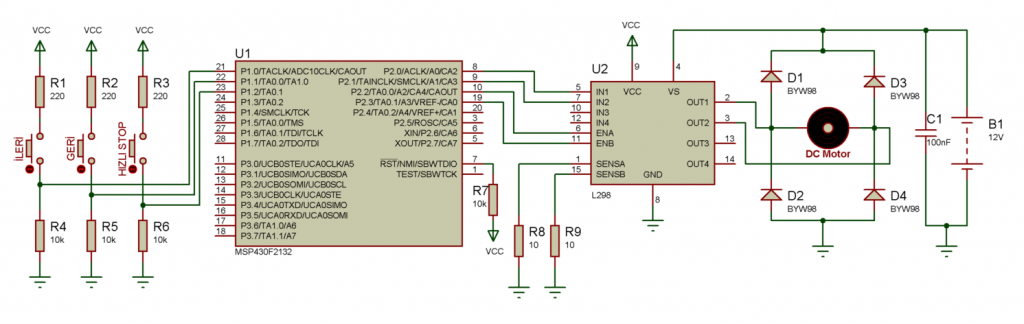 VCC
VCC
VCC
R1
220
R2
220
R3
220
İLERİ
GERİ
HIZLI STOP
R4
10k
R5
10k
R6
10k
U1
21 P1.0/TACLK/ADC10CLK/CAOUT
22 P1.1/TA0.0/TA1.0
23 P1.2/TA0.1
24 P1.3/TA0.2
25 P1.4/SMCLK/TCK
26 P1.5/TA0.0/TMS
27 P1.6/TA0.1/TDI/TCLK
28 P1.7/TA0.2/TDO/TDI
11 P3.0/UCB0STE/UCA0CLK/A5
12 P3.1/UCB0SIMO/UCB0SDA
13 P3.2/UCB0SOMI/UCB0SCL
14 P3.3/UCB0CLK/UCA0STE
15 P3.4/UCA0TXD/UCA0SIMO
16 P3.5/UCA0RXD/UCA0SOMI
17 P3.6/TA1.0/A6
18 P3.7/TA1.1/A7
P2.0/ACLK/A0/CA2 8
P2.1/TAINCLK/SMCLK/A1/CA3 9
P2.2/TA0.0/A2/CA4/CAOUT 10
P2.3/TA0.1/A3/VREF-/CA0 19
P2.4/TA0.2/A4/VREF+/CA1 20
P2.5/ROSC/CA5 3
XIN/P2.6/CA6 6
XOUT/P2.7/CA7 5
RST/NMI/SBWTDIO 7
TEST/SBWTCK 1
MSP430F2132
R7
10k
VCC
R8
10
R9
10
VCC
U2
9
4
VCC
VS
5 IN1
7 IN2
10 IN3
12 IN4
6 ENA
11 ENB
1 SENSA
15 SENSB
OUT1 2
OUT2 3
OUT3 13
OUT4 14
GND
8
L298
D1
BYW98
D3
BYW98
DC Motor
D2
BYW98
D4
BYW98
C1
100nF
B1
12V